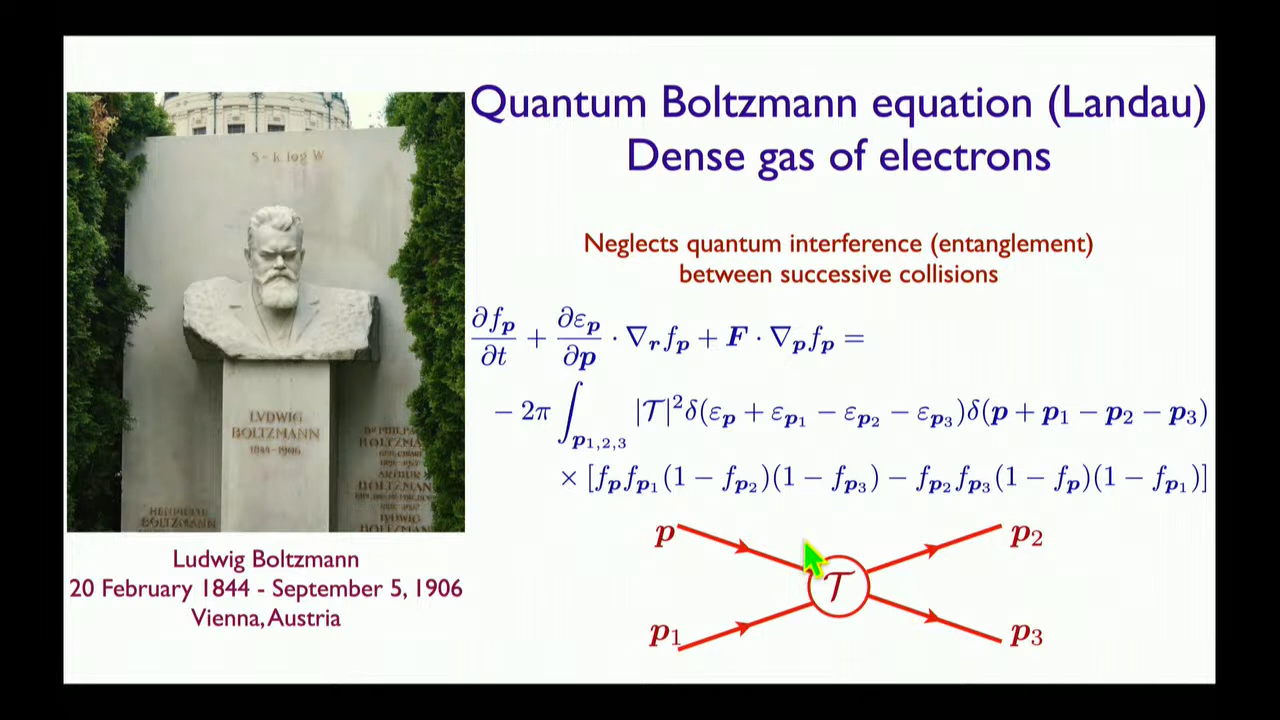 Quantum Boltzmann equation (Landau)
Dense gas of electrons
Neglects quantum interference (entanglement)
between successive collisions
∂f_p/∂t + ∂ε_p/∂p · ∇_r f_p + F · ∇_p f_p =
− 2π ∫_{p_{1,2,3}} |T|² δ(ε_p + ε_{p_1} − ε_{p_2} − ε_{p_3}) δ(p + p_1 − p_2 − p_3)
× [f_p f_{p_1} (1 − f_{p_2})(1 − f_{p_3}) − f_{p_2} f_{p_3} (1 − f_p)(1 − f_{p_1})]
p
p_2
T
p_1
p_3
S = k. log W
LVDWIG
BOLTZMANN
1844–1906
BOLTZMANN
Ludwig Boltzmann
20 February 1844 - September 5, 1906
Vienna, Austria